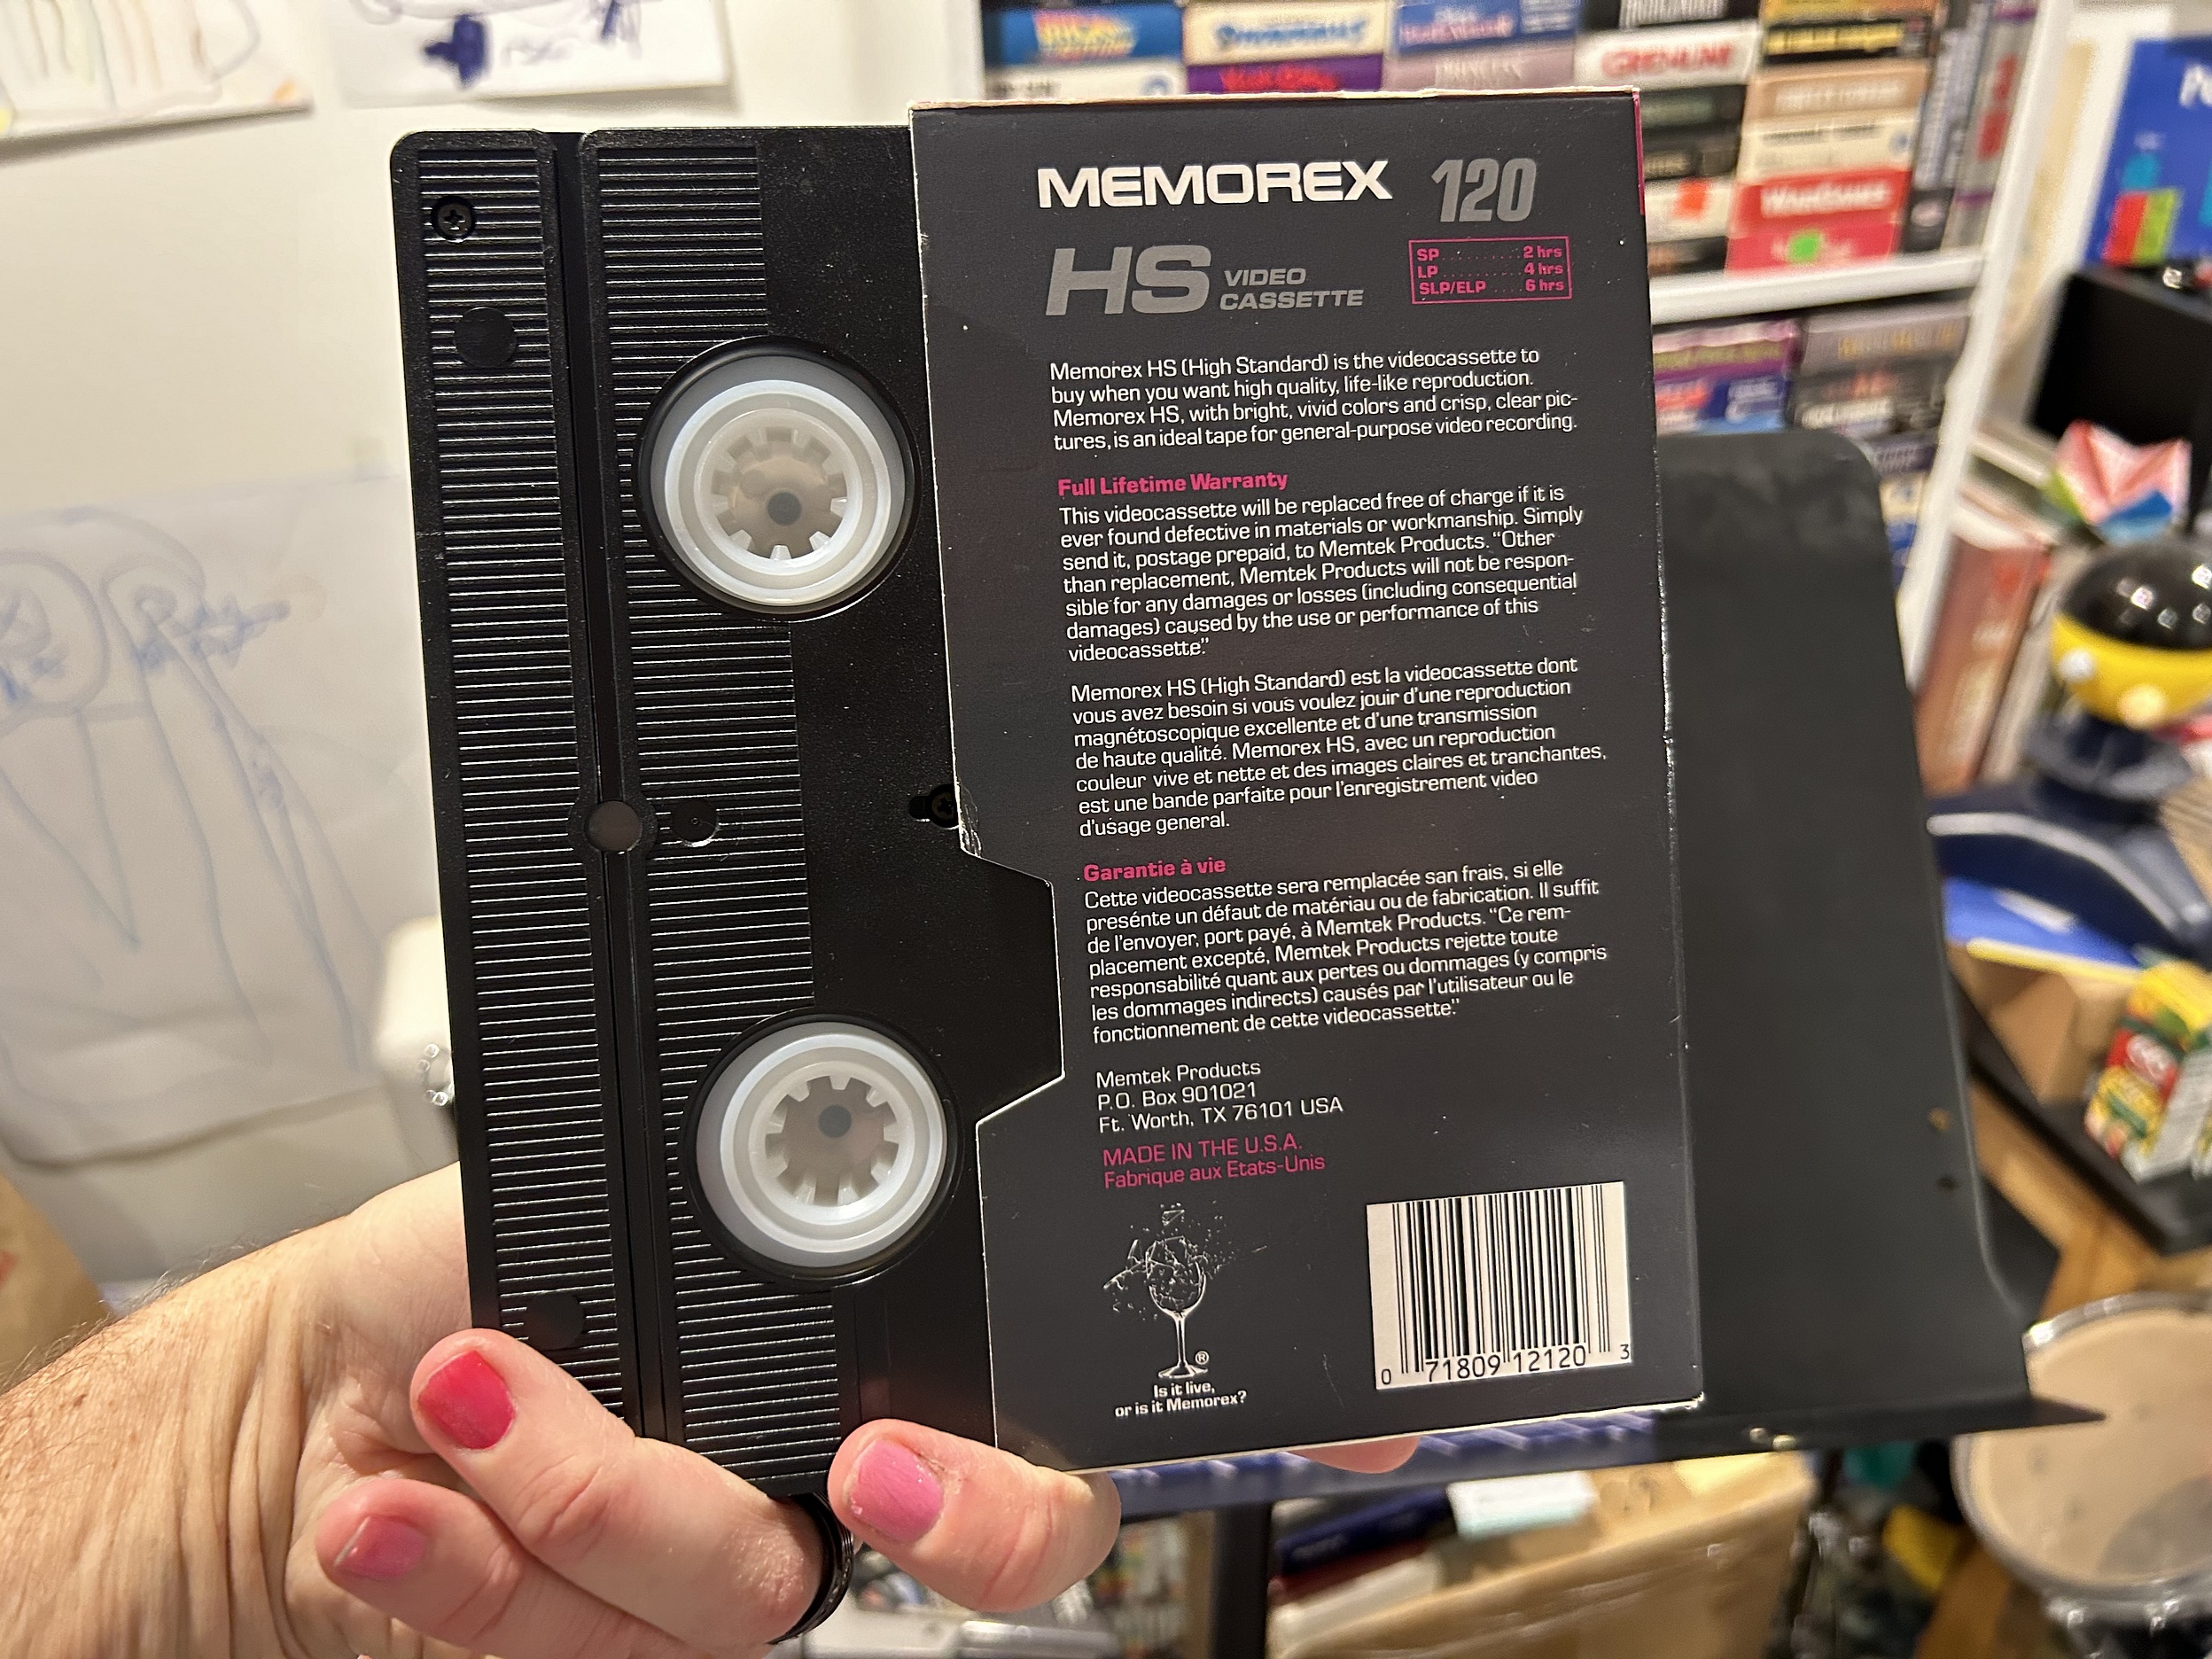 MEMOREX 120
HS VIDEO
CASSETTE
SP ......... 2 hrs
LP .......... 4 hrs
SLP/ELP .... 6 hrs
Memorex HS (High Standard) is the videocassette to
buy when you want high quality, life-like reproduction.
Memorex HS, with bright, vivid colors and crisp, clear pic-
tures, is an ideal tape for general-purpose video recording.
Full Lifetime Warranty
This videocassette will be replaced free of charge if it is
ever found defective in materials or workmanship. Simply
send it, postage prepaid, to Memtek Products. “Other
than replacement, Memtek Products will not be respon-
sible for any damages or losses (including consequential
damages) caused by the use or performance of this
videocassette.”
Memorex HS (High Standard) est la videocassette dont
vous avez besoin si vous voulez jouir d'une reproduction
magnétoscopique excellente et d'une transmission
de haute qualité. Memorex HS, avec un reproduction
couleur vive et nette et des images claires et tranchantes,
est une bande parfaite pour l'enregistrement video
d'usage general.
Garantie à vie
Cette videocassette sera remplacée san frais, si elle
presénte un défaut de matériau ou de fabrication. Il suffit
de l'envoyer, port payé, à Memtek Products. “Ce rem-
placement excepté, Memtek Products rejette toute
responsabilité quant aux pertes ou dommages (y compris
les dommages indirects) causés par l'utilisateur ou le
fonctionnement de cette videocassette.”
Memtek Products
P.O. Box 901021
Ft. Worth, TX 76101 USA
MADE IN THE U.S.A.
Fabrique aux Etats-Unis
®
Is it live,
or is it Memorex?
0 71809 12120 3
WARGAMES